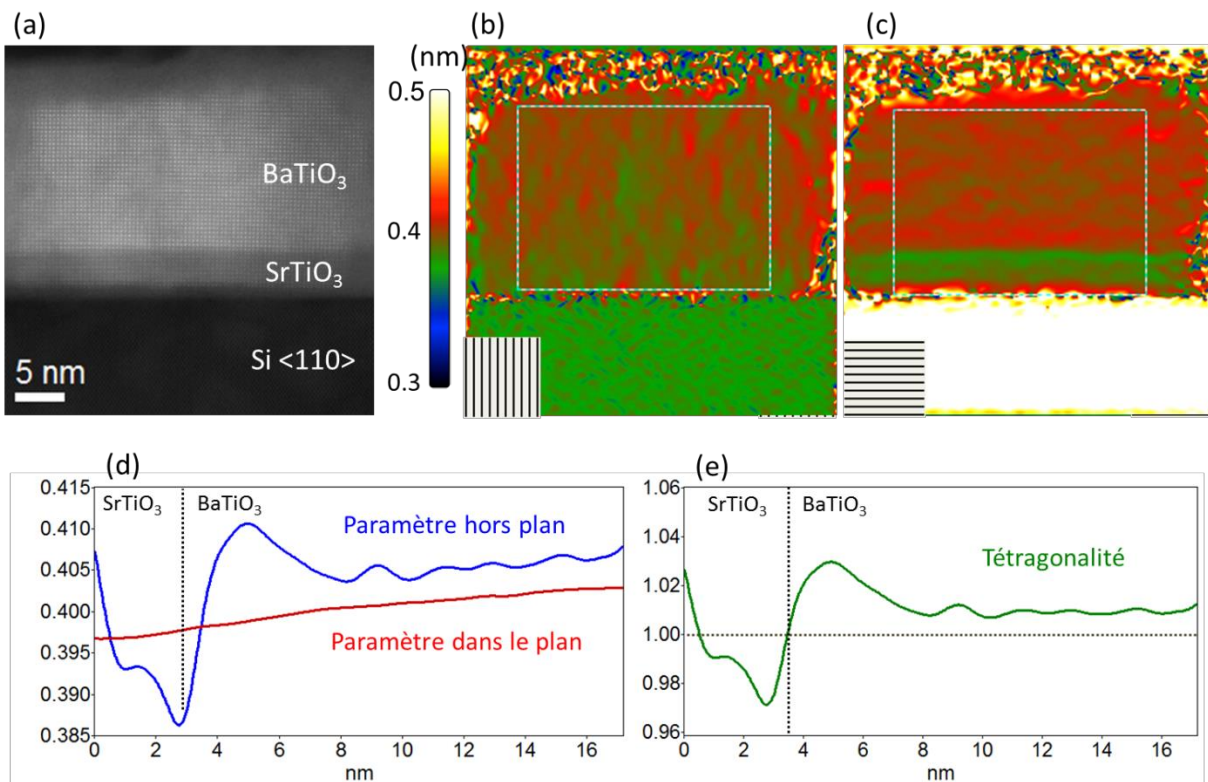 (a)
(b)
(c)
(nm)
0.5
0.4
0.3
BaTiO₃
SrTiO₃
Si <110>
5 nm
(d)
(e)
0.415
0.410
0.405
0.400
0.395
0.390
0.385
SrTiO₃
BaTiO₃
Paramètre hors plan
Paramètre dans le plan
0 2 4 6 8 10 12 14 16
nm
1.06
1.04
1.02
1.00
0.98
0.96
SrTiO₃
BaTiO₃
Tétragonalité
0 2 4 6 8 10 12 14 16
nm